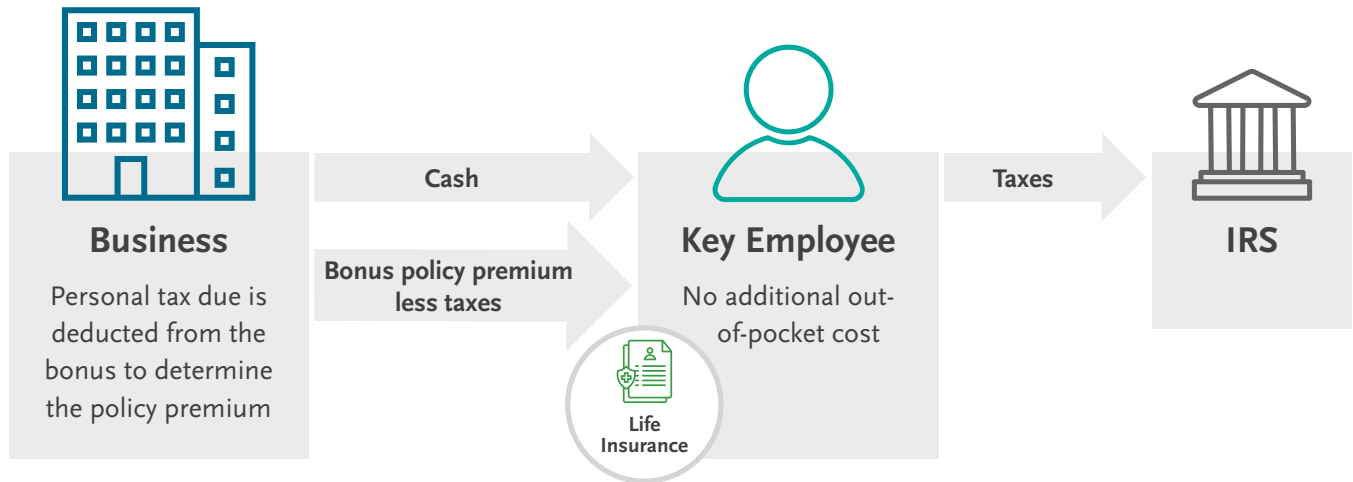 Business
Personal tax due is
deducted from the
bonus to determine
the policy premium
Cash
Bonus policy premium
less taxes
Life
Insurance
Key Employee
No additional out-
of-pocket cost
Taxes
IRS